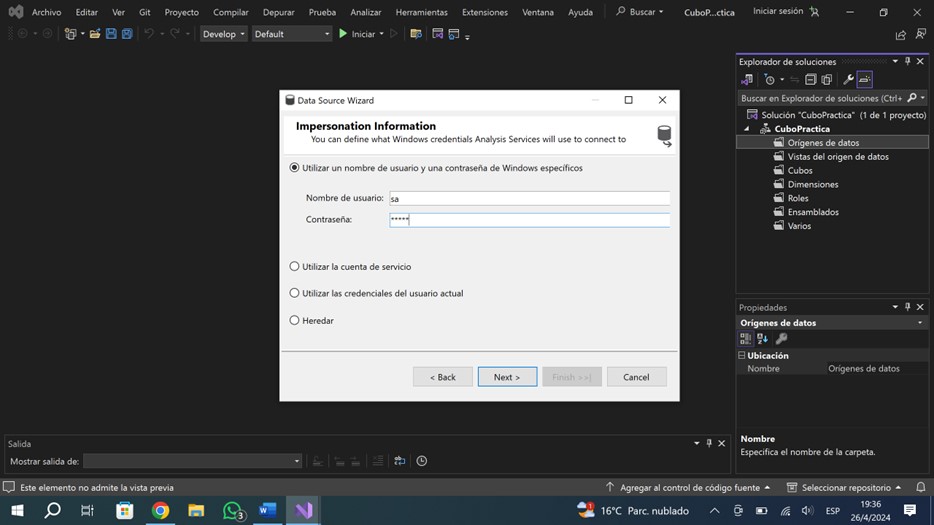 Archivo Editar Ver Git Proyecto Compilar Depurar Prueba Analizar Herramientas Extensiones Ventana Ayuda Buscar CuboP...ctica Iniciar sesión
Develop Default Iniciar
Explorador de soluciones
Buscar en Explorador de soluciones (Ctrl+
Solución "CuboPractica" (1 de 1 proyecto)
CuboPractica
Orígenes de datos
Vistas del origen de datos
Cubos
Dimensiones
Roles
Ensamblados
Varios
Data Source Wizard
Impersonation Information
You can define what Windows credentials Analysis Services will use to connect to
Utilizar un nombre de usuario y una contraseña de Windows específicos
Nombre de usuario: sa
Contraseña: *****
Utilizar la cuenta de servicio
Utilizar las credenciales del usuario actual
Heredar
< Back Next > Finish >>| Cancel
Propiedades
Orígenes de datos
Ubicación
Nombre Orígenes de datos
Nombre
Especifica el nombre de la carpeta.
Salida
Mostrar salida de:
Este elemento no admite la vista previa Agregar al control de código fuente Seleccionar repositorio
3 16°C Parc. nublado ESP 19:36
26/4/2024